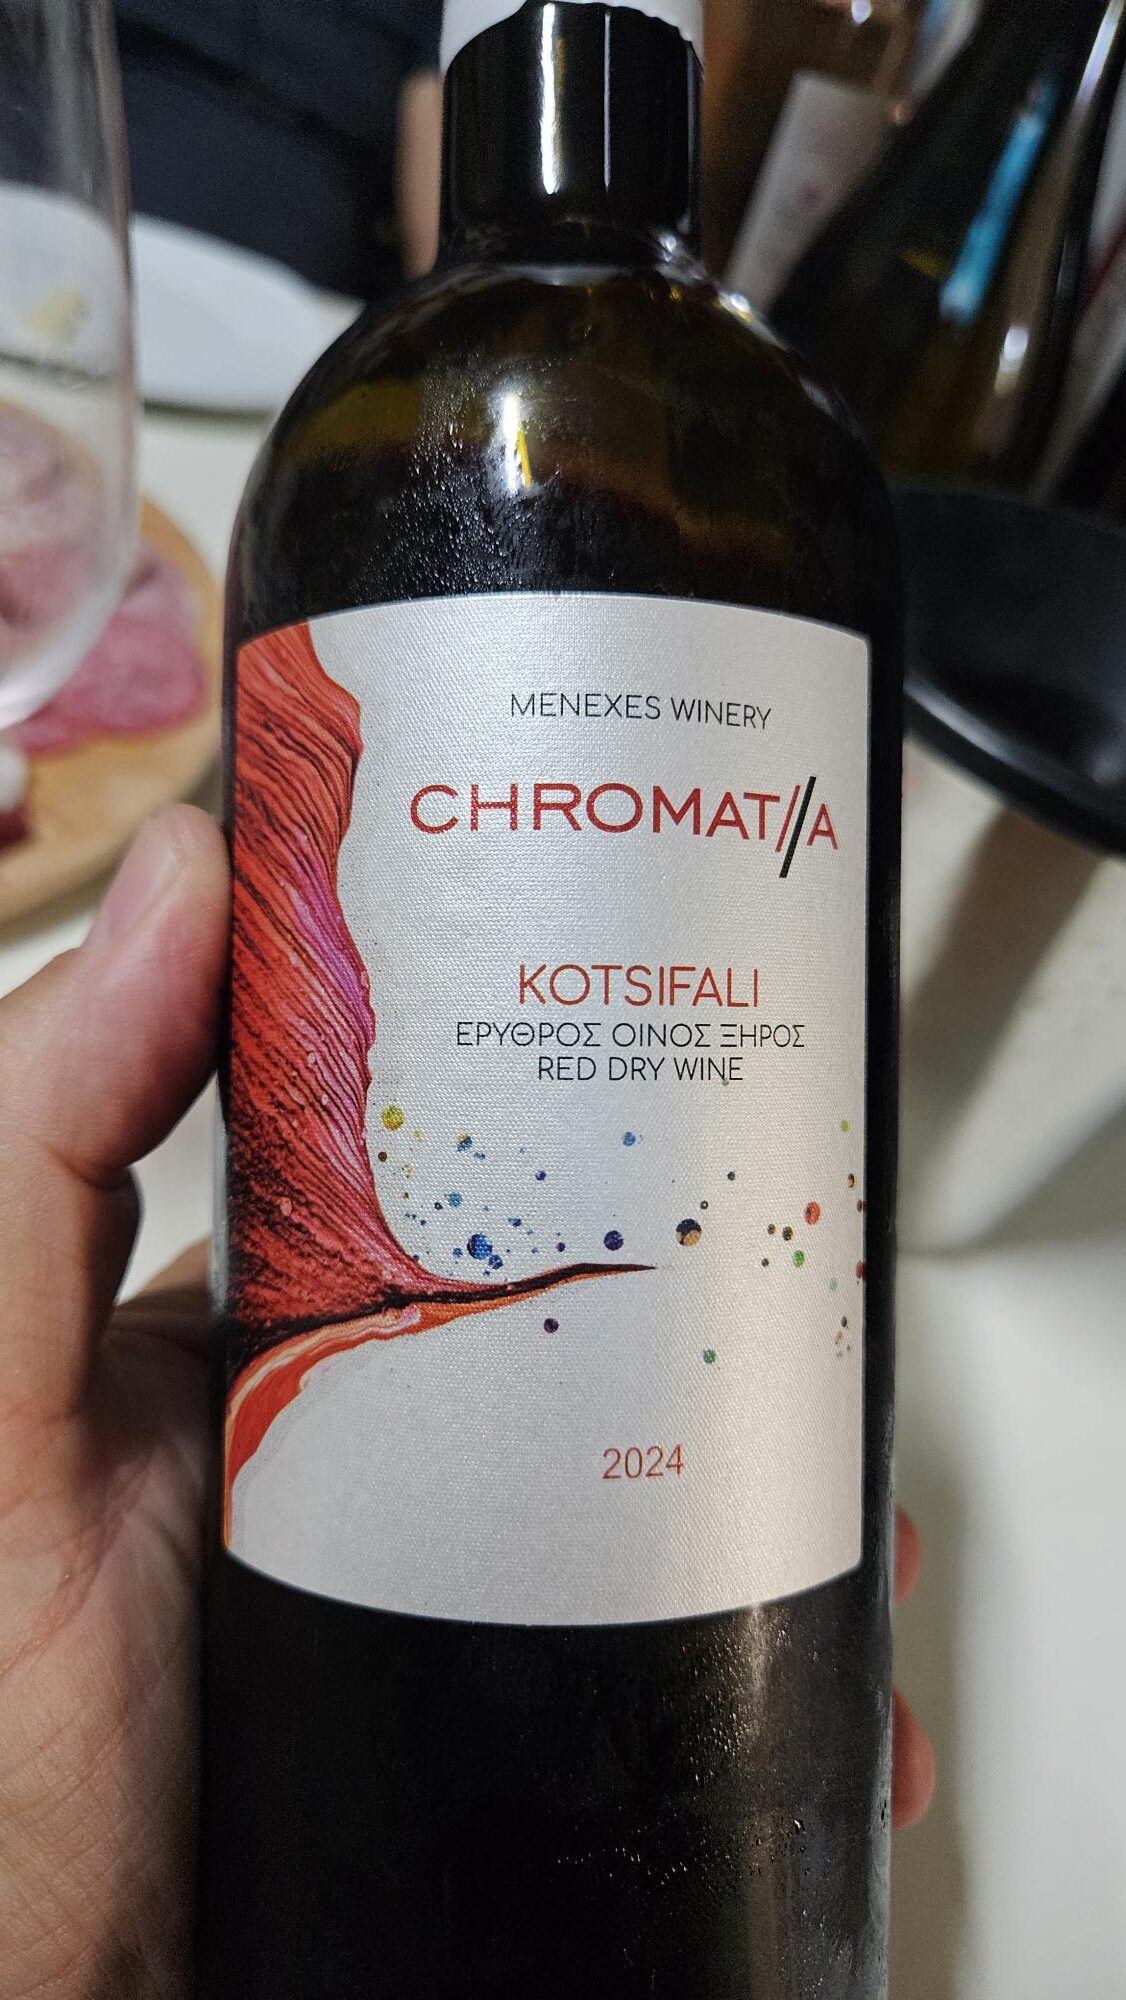 MENEXES WINERY
CHROMAT//A
KOTSIFALI
ΕΡΥΘΡΟΣ ΟΙΝΟΣ ΞΗΡΟΣ
RED DRY WINE
2024